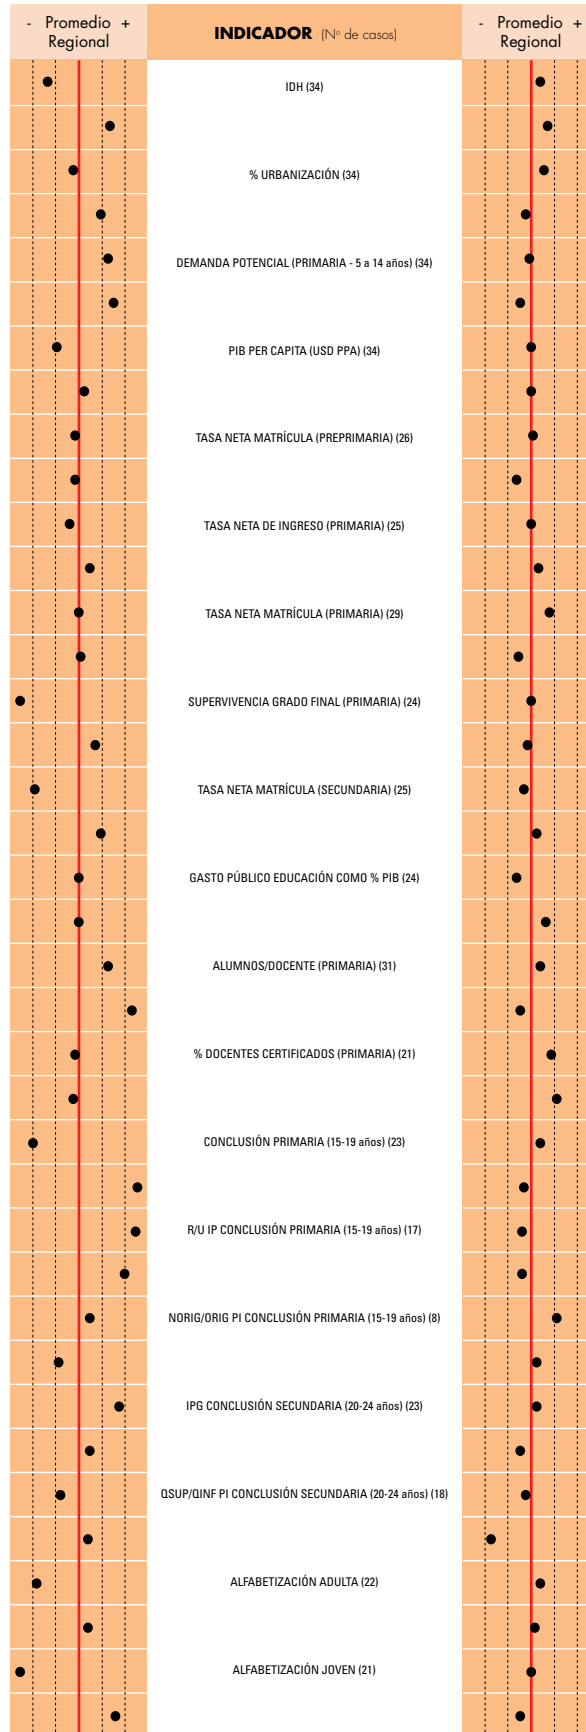 - Promedio +
Regional
INDICADOR (Nº de casos)
- Promedio +
Regional
IDH (34)
% URBANIZACIÓN (34)
DEMANDA POTENCIAL (PRIMARIA - 5 a 14 años) (34)
PIB PER CAPITA (USD PPA) (34)
TASA NETA MATRÍCULA (PREPRIMARIA) (26)
TASA NETA DE INGRESO (PRIMARIA) (25)
TASA NETA MATRÍCULA (PRIMARIA) (29)
SUPERVIVENCIA GRADO FINAL (PRIMARIA) (24)
TASA NETA MATRÍCULA (SECUNDARIA) (25)
GASTO PÚBLICO EDUCACIÓN COMO % PIB (24)
ALUMNOS/DOCENTE (PRIMARIA) (31)
% DOCENTES CERTIFICADOS (PRIMARIA) (21)
CONCLUSIÓN PRIMARIA (15-19 años) (23)
R/U IP CONCLUSIÓN PRIMARIA (15-19 años) (17)
NORIG/ORIG PI CONCLUSIÓN PRIMARIA (15-19 años) (8)
IPG CONCLUSIÓN SECUNDARIA (20-24 años) (23)
QSUP/QINF PI CONCLUSIÓN SECUNDARIA (20-24 años) (18)
ALFABETIZACIÓN ADULTA (22)
ALFABETIZACIÓN JOVEN (21)